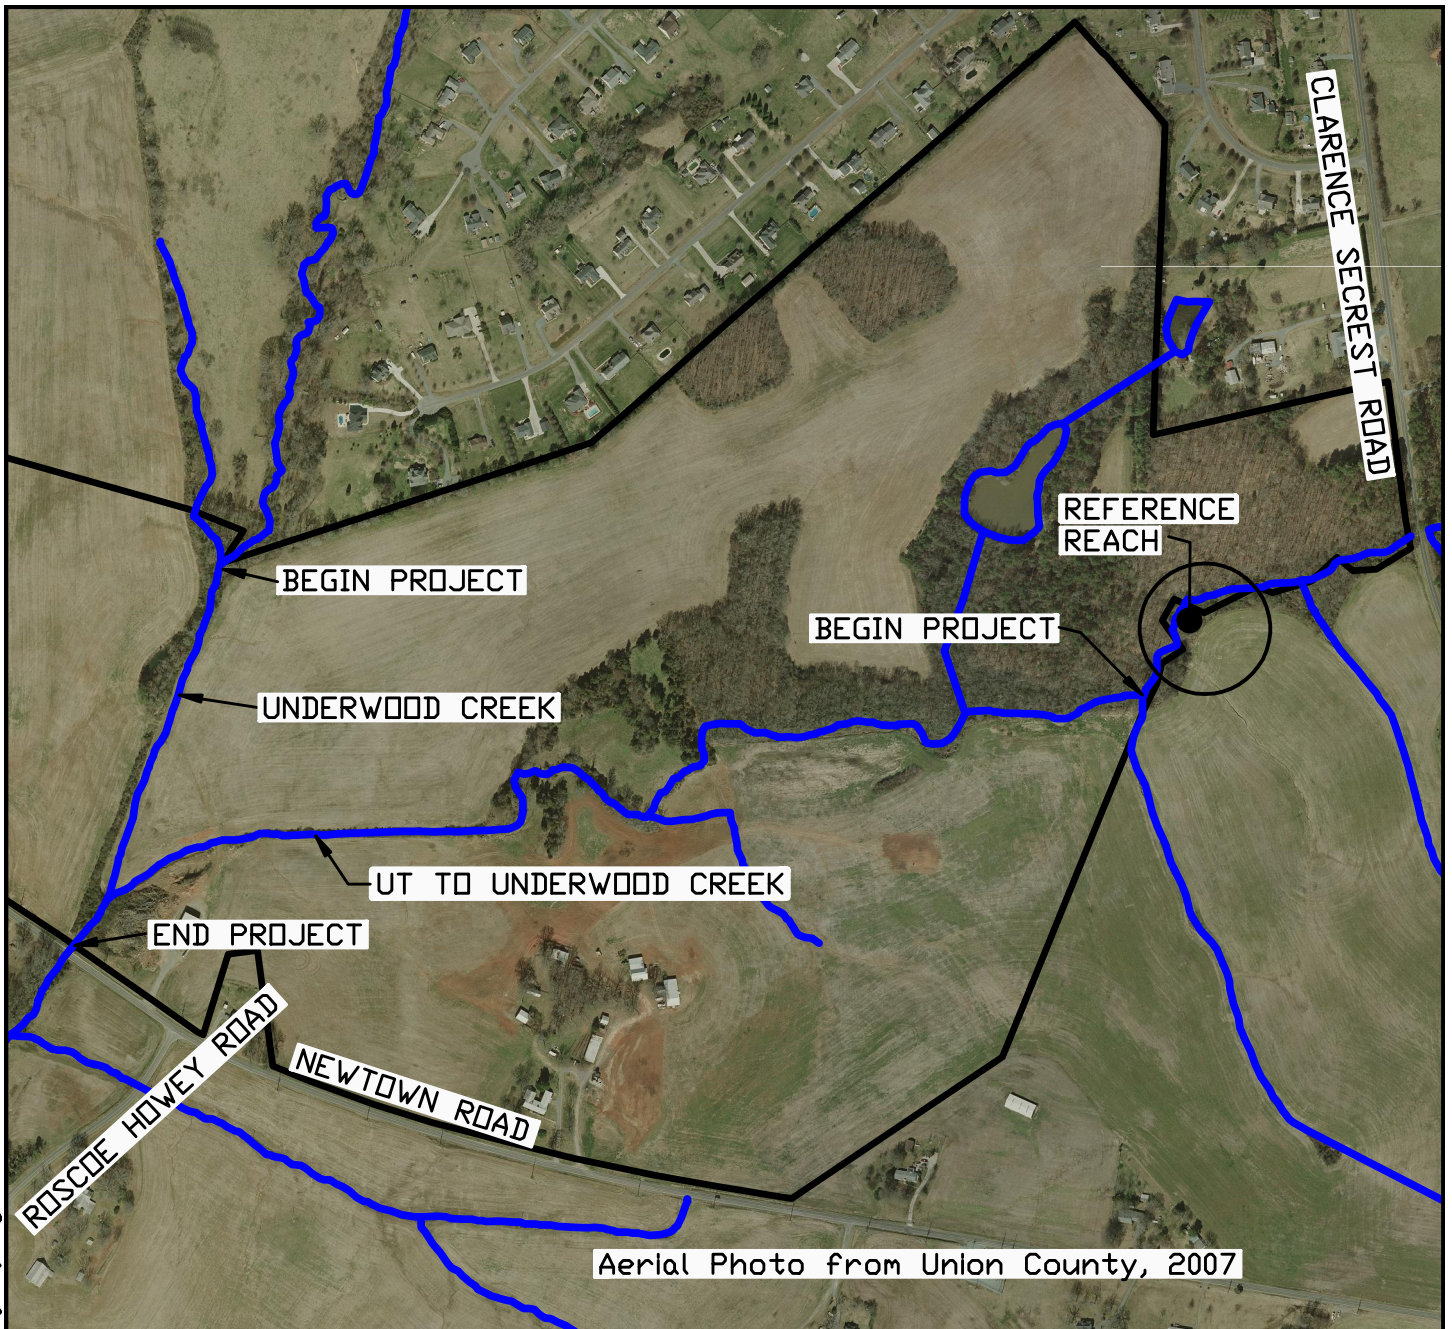 CLARENCE SECREST ROAD
REFERENCE
REACH
BEGIN PROJECT
BEGIN PROJECT
UNDERWOOD CREEK
UT TO UNDERWOOD CREEK
END PROJECT
ROSCOE HOWEY ROAD
NEWTOWN ROAD
Aerial Photo from Union County, 2007